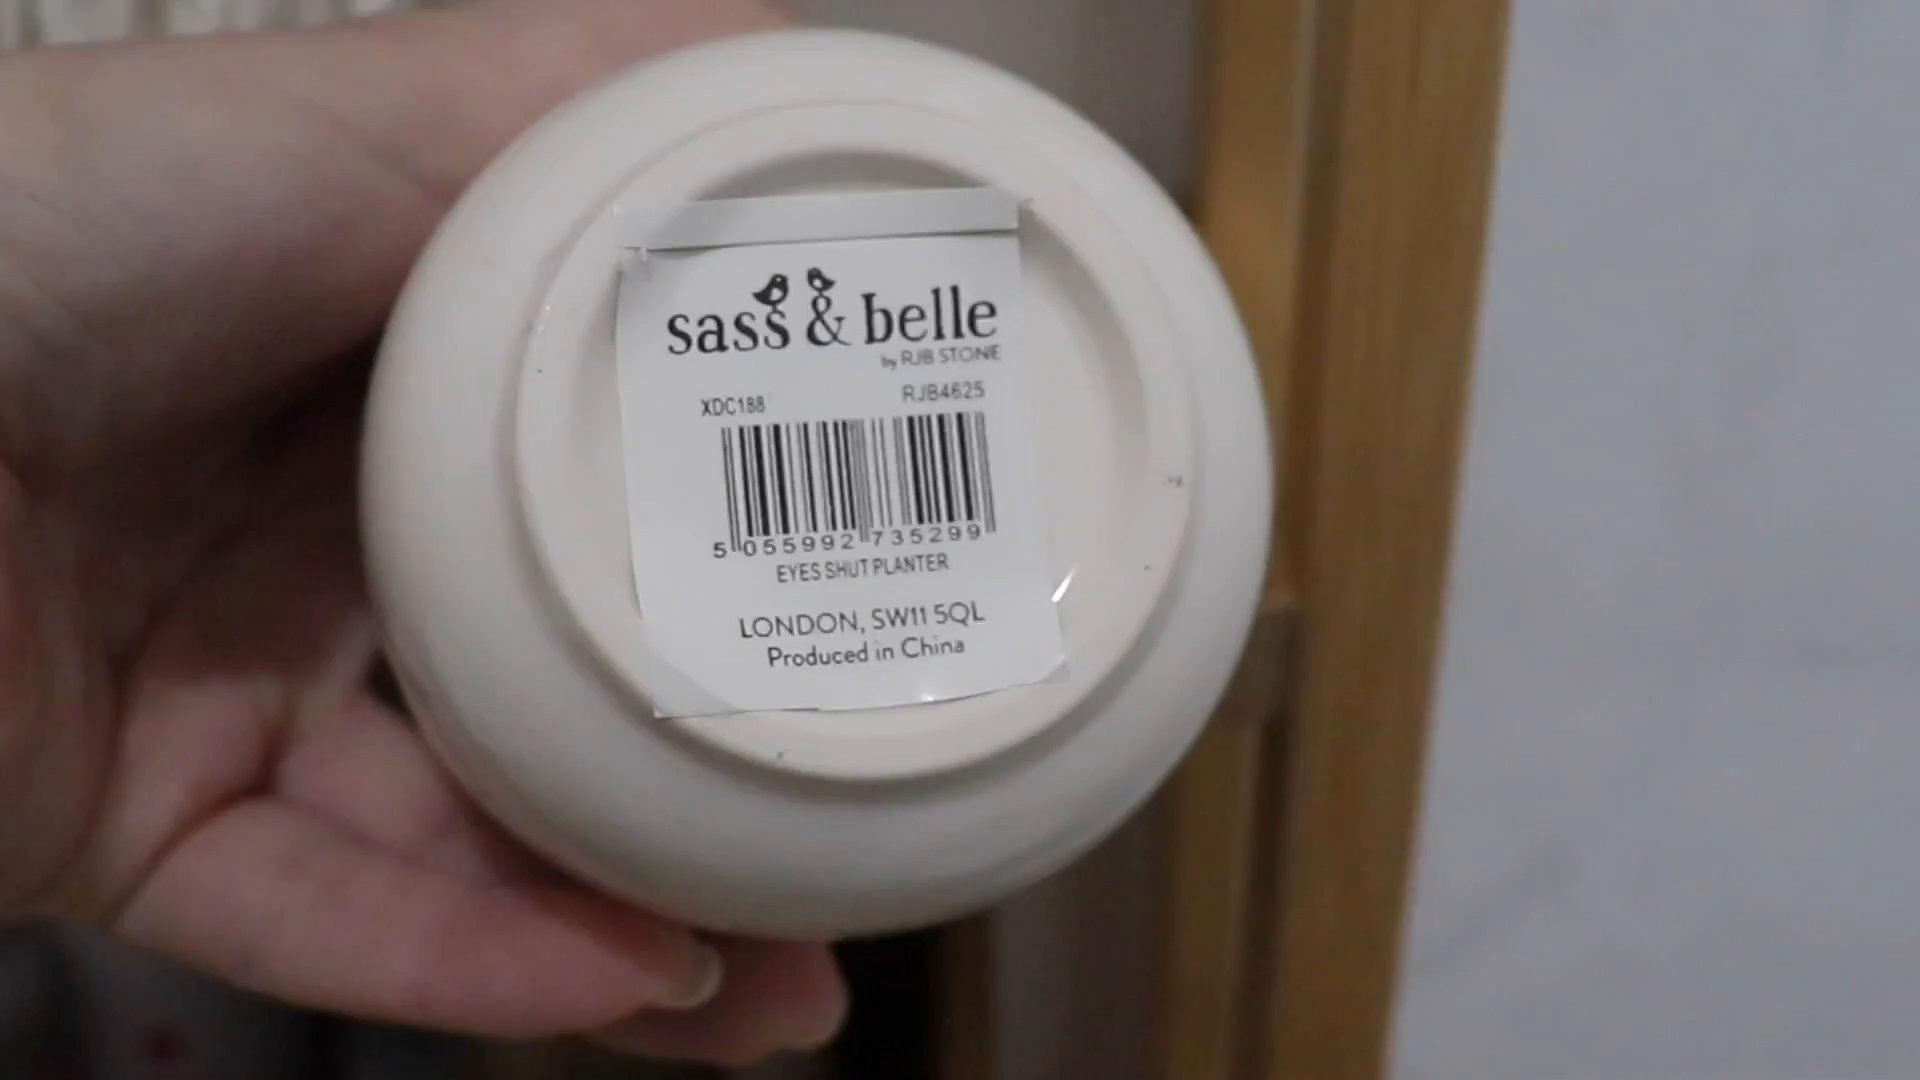 sass & belle
by RJB STONE
XDC188 RJB4625
5 055992 735299
EYES SHUT PLANTER
LONDON, SW11 5QL
Produced in China